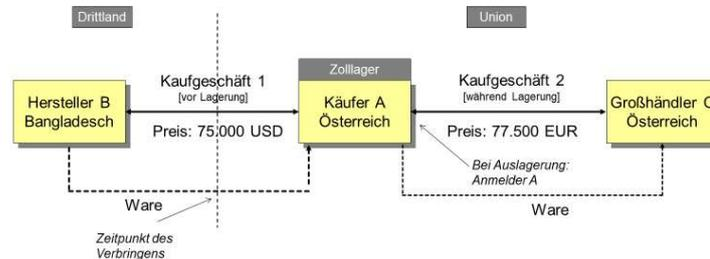 Drittland
Union
Zolllager
Kaufgeschäft 1
[vor Lagerung]
Kaufgeschäft 2
[während Lagerung]
Hersteller B
Bangladesch
Käufer A
Österreich
Großhändler C
Österreich
Preis: 75.000 USD
Preis: 77.500 EUR
Bei Auslagerung:
Anmelder A
Ware
Ware
Zeitpunkt des
Verbringens